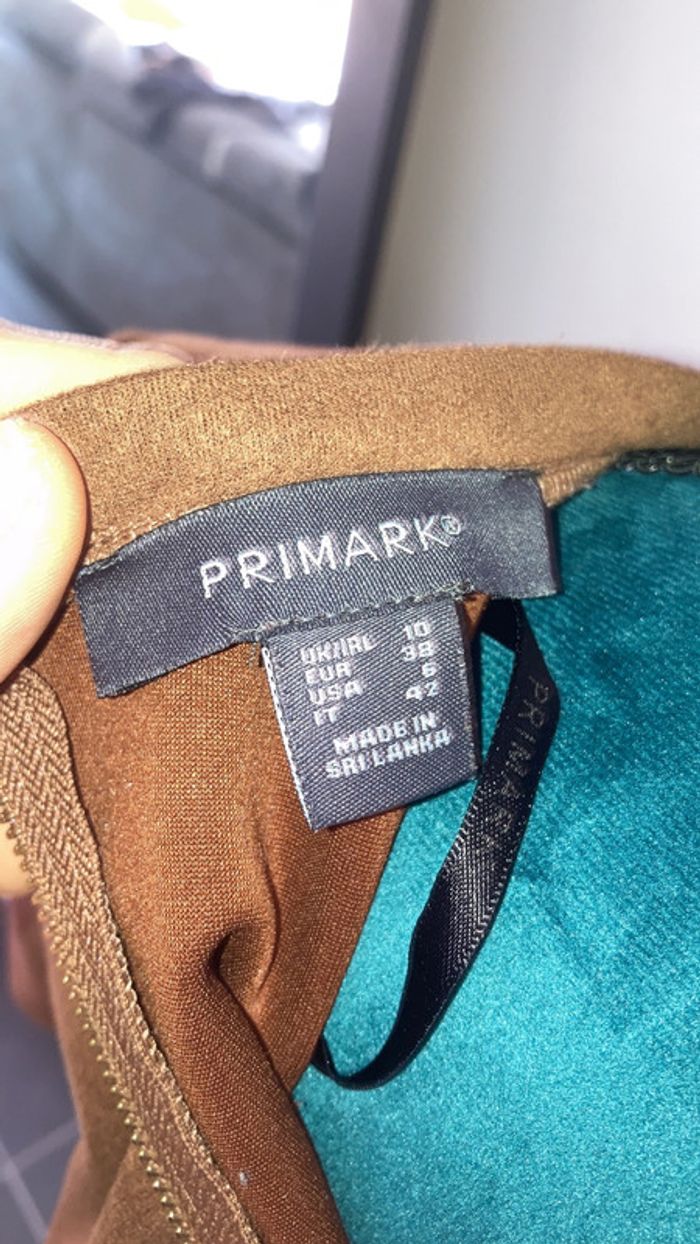 PRIMARK®
UK/IRL 10
EUR 38
USA 6
IT 42
MADE IN
SRI LANKA
PRIMARK